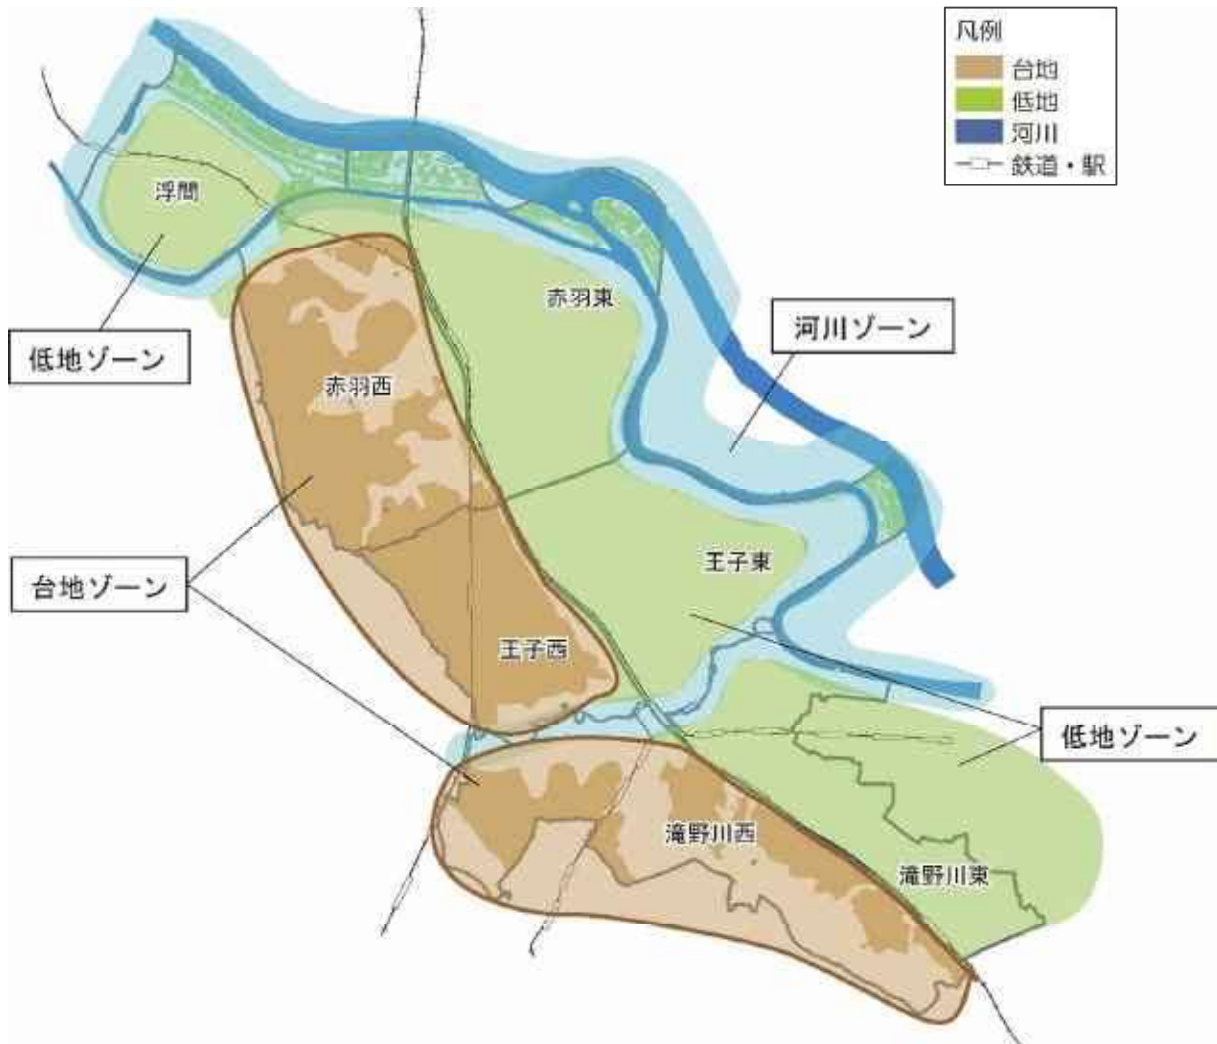 凡例
台地
低地
河川
鉄道・駅
浮間
赤羽東
河川ゾーン
低地ゾーン
赤羽西
王子東
台地ゾーン
王子西
低地ゾーン
滝野川西
滝野川東